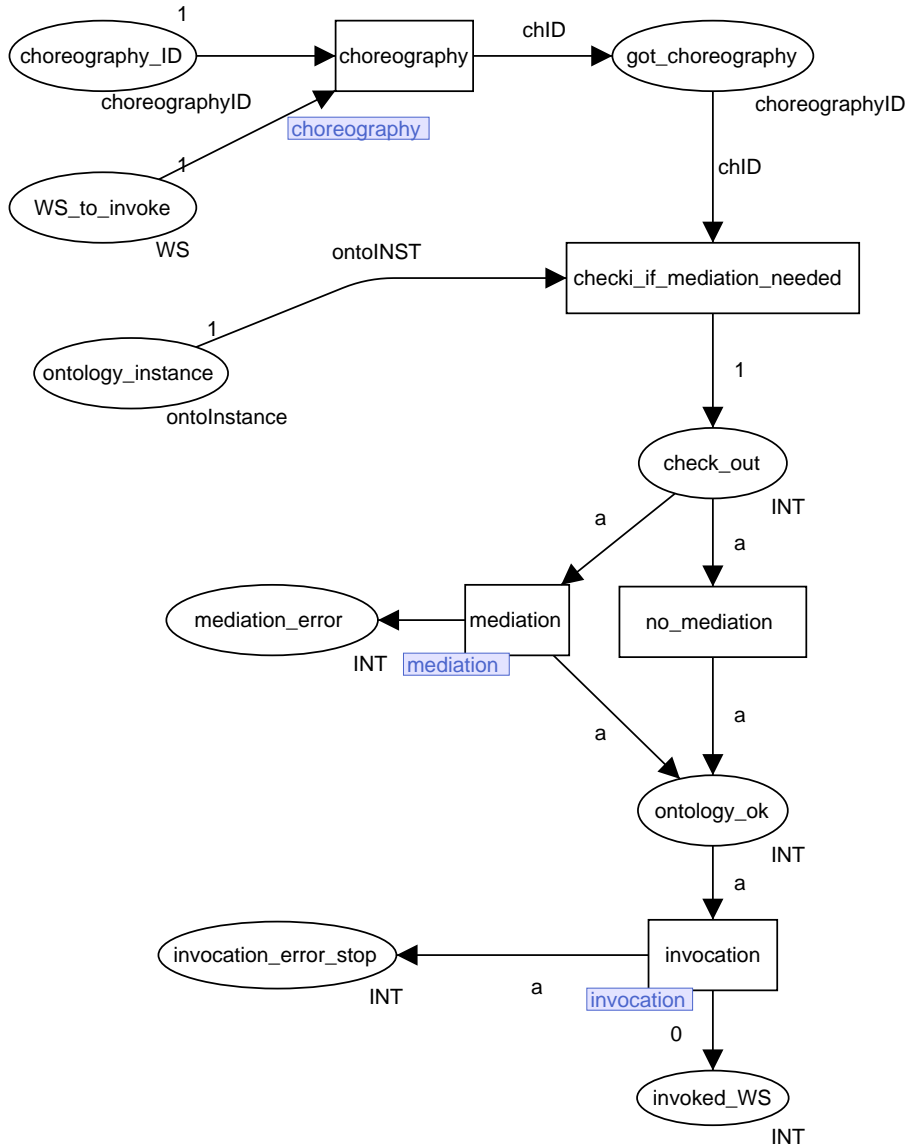 1
choreography_ID
choreography
chID
got_choreography
choreographyID
choreographyID
choreography
1
chID
WS_to_invoke
WS
ontoINST
checki_if_mediation_needed
1
ontology_instance
1
ontoInstance
check_out
INT
a
a
mediation_error
mediation
no_mediation
INT
mediation
a
a
ontology_ok
INT
a
invocation_error_stop
invocation
a
INT
invocation
0
invoked_WS
INT